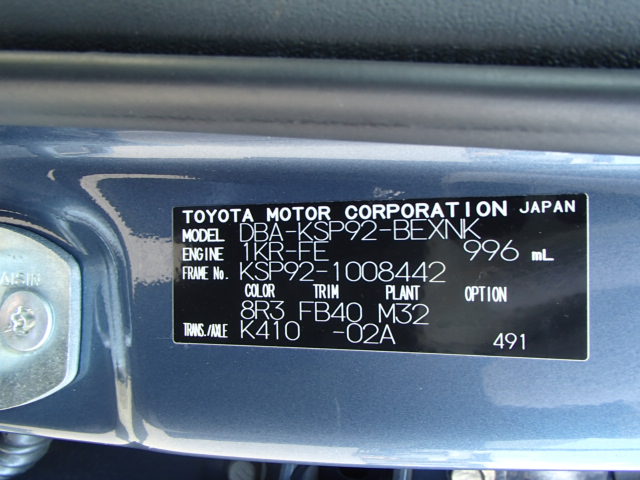 TOYOTA MOTOR CORPORATION JAPAN
MODEL DBA-KSP92-BEXNK
ENGINE 1KR-FE 996 mL
FRAME No. KSP92-1008442
COLOR TRIM PLANT OPTION
8R3 FB40 M32
TRANS./AXLE K410 -02A 491
AISIN